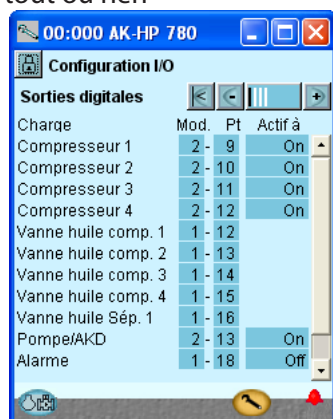 tout ou rien
00:000 AK-HP 780
Configuration I/O
Sorties digitales
Charge Mod. Pt Actif à
Compresseur 1 2 - 9 On
Compresseur 2 2 - 10 On
Compresseur 3 2 - 11 On
Compresseur 4 2 - 12 On
Vanne huile comp. 1 1 - 12
Vanne huile comp. 2 1 - 13
Vanne huile comp. 3 1 - 14
Vanne huile comp. 4 1 - 15
Vanne huile Sép. 1 1 - 16
Pompe/AKD 2 - 13 On
Alarme 1 - 18 Off